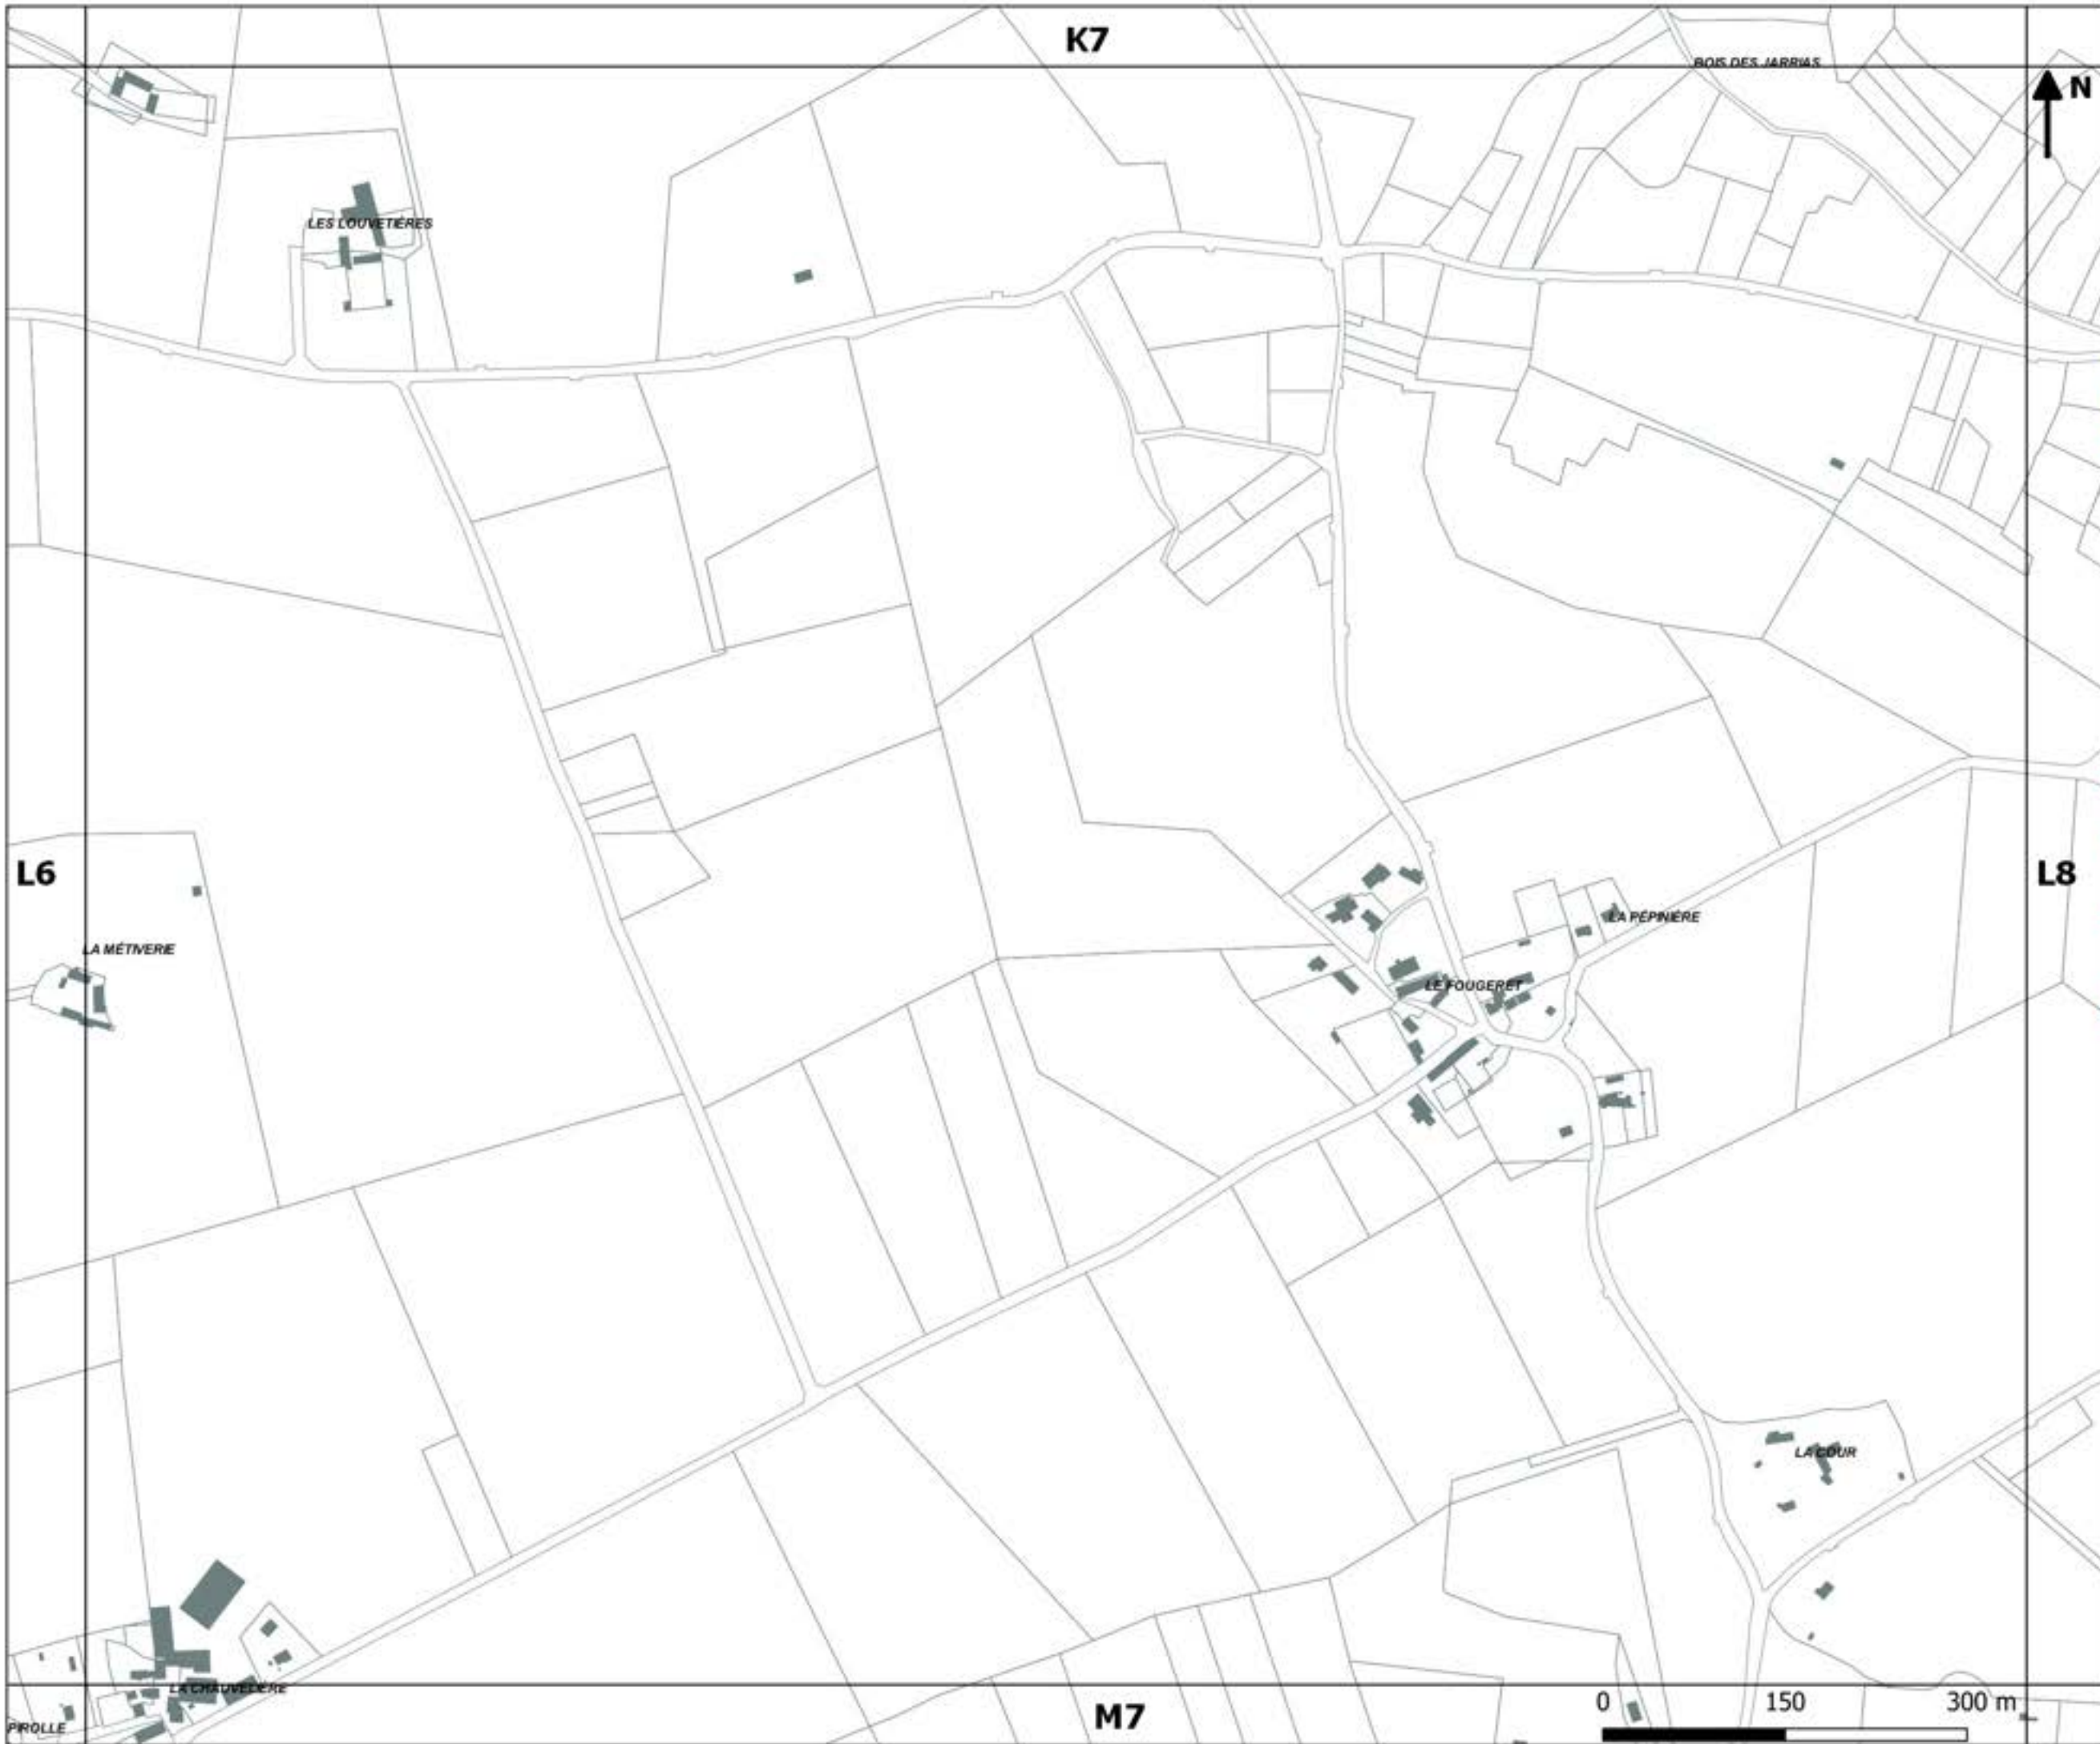 K7
BOIS DES JARRIAS
N
LES LOUVETIÈRES
L6
L8
LA PÉPINIÈRE
LA MÉTIVERIE
LE FOUGERET
LA COUR
LA CHAUVELIÈRE
0 150 300 m
M7
PIROLLE